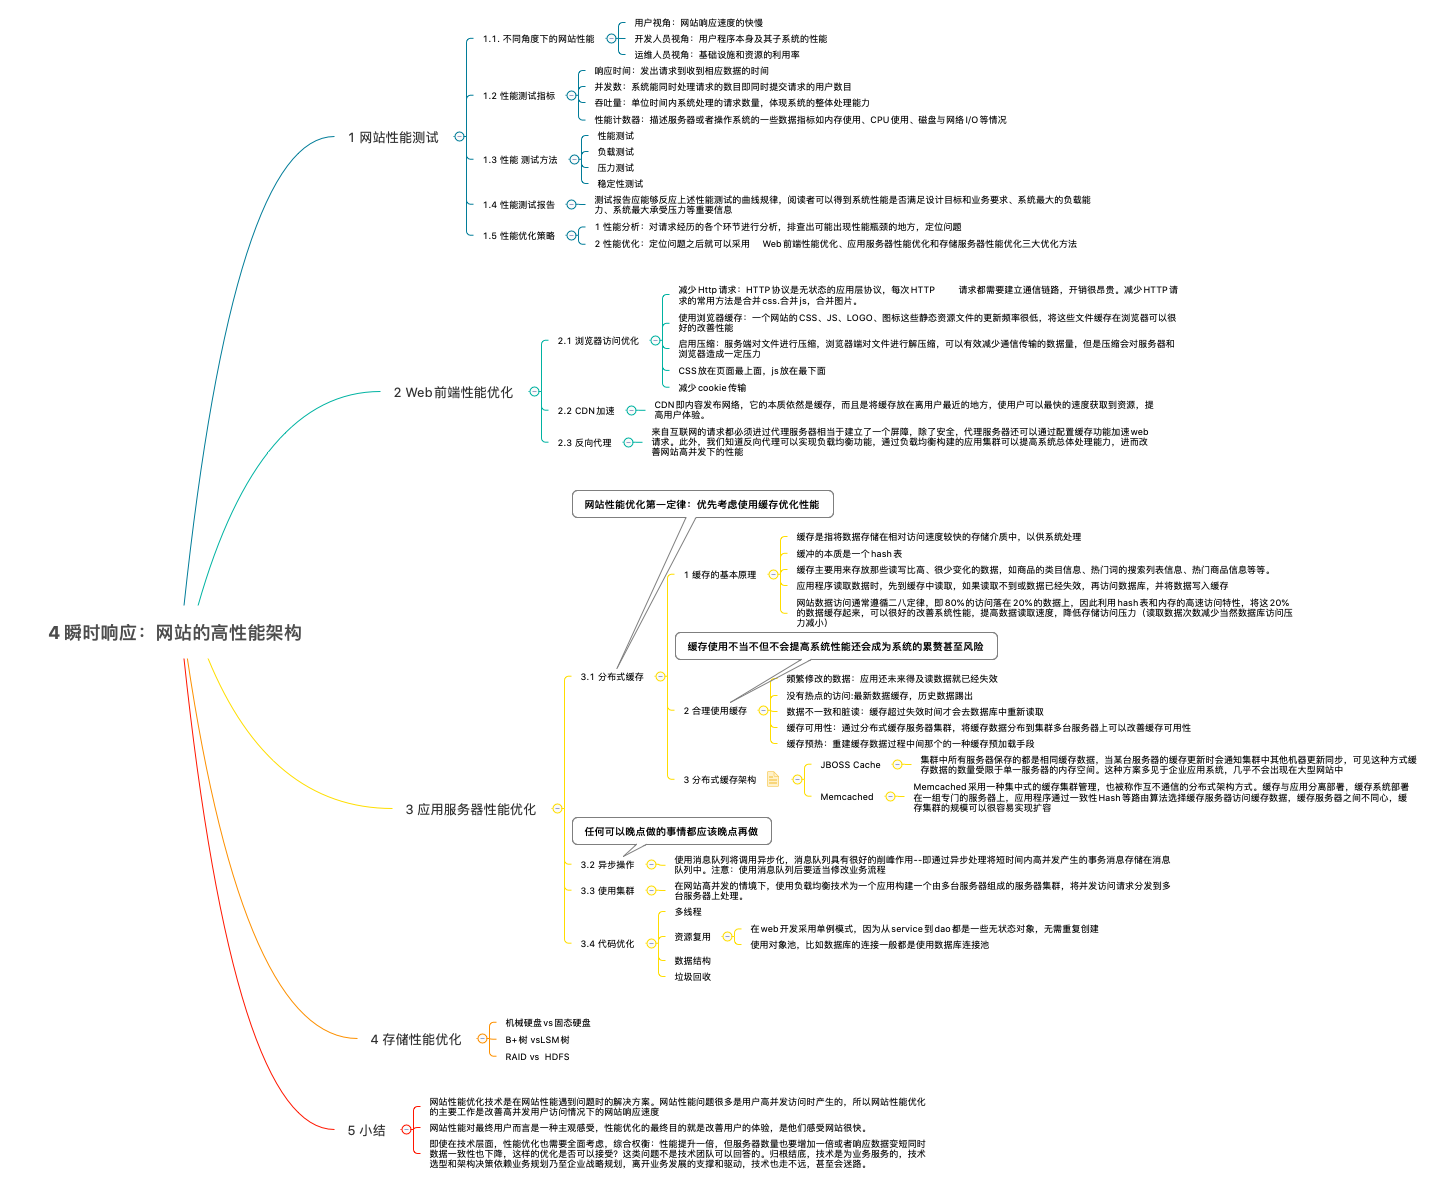 4 瞬时响应：网站的高性能架构
1 网站性能测试
1.1. 不同角度下的网站性能
用户视角：网站响应速度的快慢
开发人员视角：用户程序本身及其子系统的性能
运维人员视角：基础设施和资源的利用率
1.2 性能测试指标
响应时间：发出请求到收到相应数据的时间
并发数：系统能同时处理请求的数目即同时提交请求的用户数目
吞吐量：单位时间内系统处理的请求数量，体现系统的整体处理能力
性能计数器：描述服务器或者操作系统的一些数据指标如内存使用、CPU使用、磁盘与网络I/O等情况
1.3 性能 测试方法
性能测试
负载测试
压力测试
稳定性测试
1.4 性能测试报告
测试报告应能够反应上述性能测试的曲线规律，阅读者可以得到系统性能是否满足设计目标和业务要求、系统最大的负载能
力、系统最大承受压力等重要信息
1.5 性能优化策略
1 性能分析：对请求经历的各个环节进行分析，排查出可能出现性能瓶颈的地方，定位问题
2 性能优化：定位问题之后就可以采用 Web前端性能优化、应用服务器性能优化和存储服务器性能优化三大优化方法
2 Web前端性能优化
2.1 浏览器访问优化
减少Http请求：HTTP协议是无状态的应用层协议，每次HTTP 请求都需要建立通信链路，开销很昂贵。减少HTTP请
求的常用方法是合并css.合并js，合并图片。
使用浏览器缓存：一个网站的CSS、JS、LOGO、图标这些静态资源文件的更新频率很低，将这些文件缓存在浏览器可以很
好的改善性能
启用压缩：服务端对文件进行压缩，浏览器端对文件进行解压缩，可以有效减少通信传输的数据量，但是压缩会对服务器和
浏览器造成一定压力
CSS放在页面最上面，js放在最下面
减少cookie传输
2.2 CDN加速
CDN即内容发布网络，它的本质依然是缓存，而且是将缓存放在离用户最近的地方，使用户可以最快的速度获取到资源，提
高用户体验。
2.3 反向代理
来自互联网的请求都必须进过代理服务器相当于建立了一个屏障，除了安全，代理服务器还可以通过配置缓存功能加速web
请求。此外，我们知道反向代理可以实现负载均衡功能，通过负载均衡构建的应用集群可以提高系统总体处理能力，进而改
善网站高并发下的性能
3 应用服务器性能优化
网站性能优化第一定律：优先考虑使用缓存优化性能
3.1 分布式缓存
1 缓存的基本原理
缓存是指将数据存储在相对访问速度较快的存储介质中，以供系统处理
缓冲的本质是一个hash表
缓存主要用来存放那些读写比高、很少变化的数据，如商品的类目信息、热门词的搜索列表信息、热门商品信息等等。
应用程序读取数据时，先到缓存中读取，如果读取不到或数据已经失效，再访问数据库，并将数据写入缓存
网站数据访问通常遵循二八定律，即80%的访问落在20%的数据上，因此利用hash表和内存的高速访问特性，将这20%
的数据缓存起来，可以很好的改善系统性能，提高数据读取速度，降低存储访问压力（读取数据次数减少当然数据库访问压
力减小）
缓存使用不当不但不会提高系统性能还会成为系统的累赘甚至风险
2 合理使用缓存
频繁修改的数据：应用还未来得及读数据就已经失效
没有热点的访问:最新数据缓存，历史数据踢出
数据不一致和脏读：缓存超过失效时间才会去数据库中重新读取
缓存可用性：通过分布式缓存服务器集群，将缓存数据分布到集群多台服务器上可以改善缓存可用性
缓存预热：重建缓存数据过程中间那个的一种缓存预加载手段
3 分布式缓存架构
JBOSS Cache
集群中所有服务器保存的都是相同缓存数据，当某台服务器的缓存更新时会通知集群中其他机器更新同步，可见这种方式缓
存数据的数量受限于单一服务器的内存空间。这种方案多见于企业应用系统，几乎不会出现在大型网站中
Memcached
Memcached采用一种集中式的缓存集群管理，也被称作互不通信的分布式架构方式。缓存与应用分离部署，缓存系统部署
在一组专门的服务器上，应用程序通过一致性Hash等路由算法选择缓存服务器访问缓存数据，缓存服务器之间不同心，缓
存集群的规模可以很容易实现扩容
任何可以晚点做的事情都应该晚点再做
3.2 异步操作
使用消息队列将调用异步化，消息队列具有很好的削峰作用--即通过异步处理将短时间内高并发产生的事务消息存储在消息
队列中。注意：使用消息队列后要适当修改业务流程
3.3 使用集群
在网站高并发的情境下，使用负载均衡技术为一个应用构建一个由多台服务器组成的服务器集群，将并发访问请求分发到多
台服务器上处理。
3.4 代码优化
多线程
资源复用
在web开发采用单例模式，因为从service到dao都是一些无状态对象，无需重复创建
使用对象池，比如数据库的连接一般都是使用数据库连接池
数据结构
垃圾回收
4 存储性能优化
机械硬盘vs固态硬盘
B+树 vsLSM树
RAID vs HDFS
5 小结
网站性能优化技术是在网站性能遇到问题时的解决方案。网站性能问题很多是用户高并发访问时产生的，所以网站性能优化
的主要工作是改善高并发用户访问情况下的网站响应速度
网站性能对最终用户而言是一种主观感受，性能优化的最终目的就是改善用户的体验，是他们感受网站很快。
即使在技术层面，性能优化也需要全面考虑，综合权衡：性能提升一倍，但服务器数量也要增加一倍或者响应数据变短同时
数据一致性也下降，这样的优化是否可以接受？这类问题不是技术团队可以回答的。归根结底，技术是为业务服务的，技术
选型和架构决策依赖业务规划乃至企业战略规划，离开业务发展的支撑和驱动，技术也走不远，甚至会迷路。